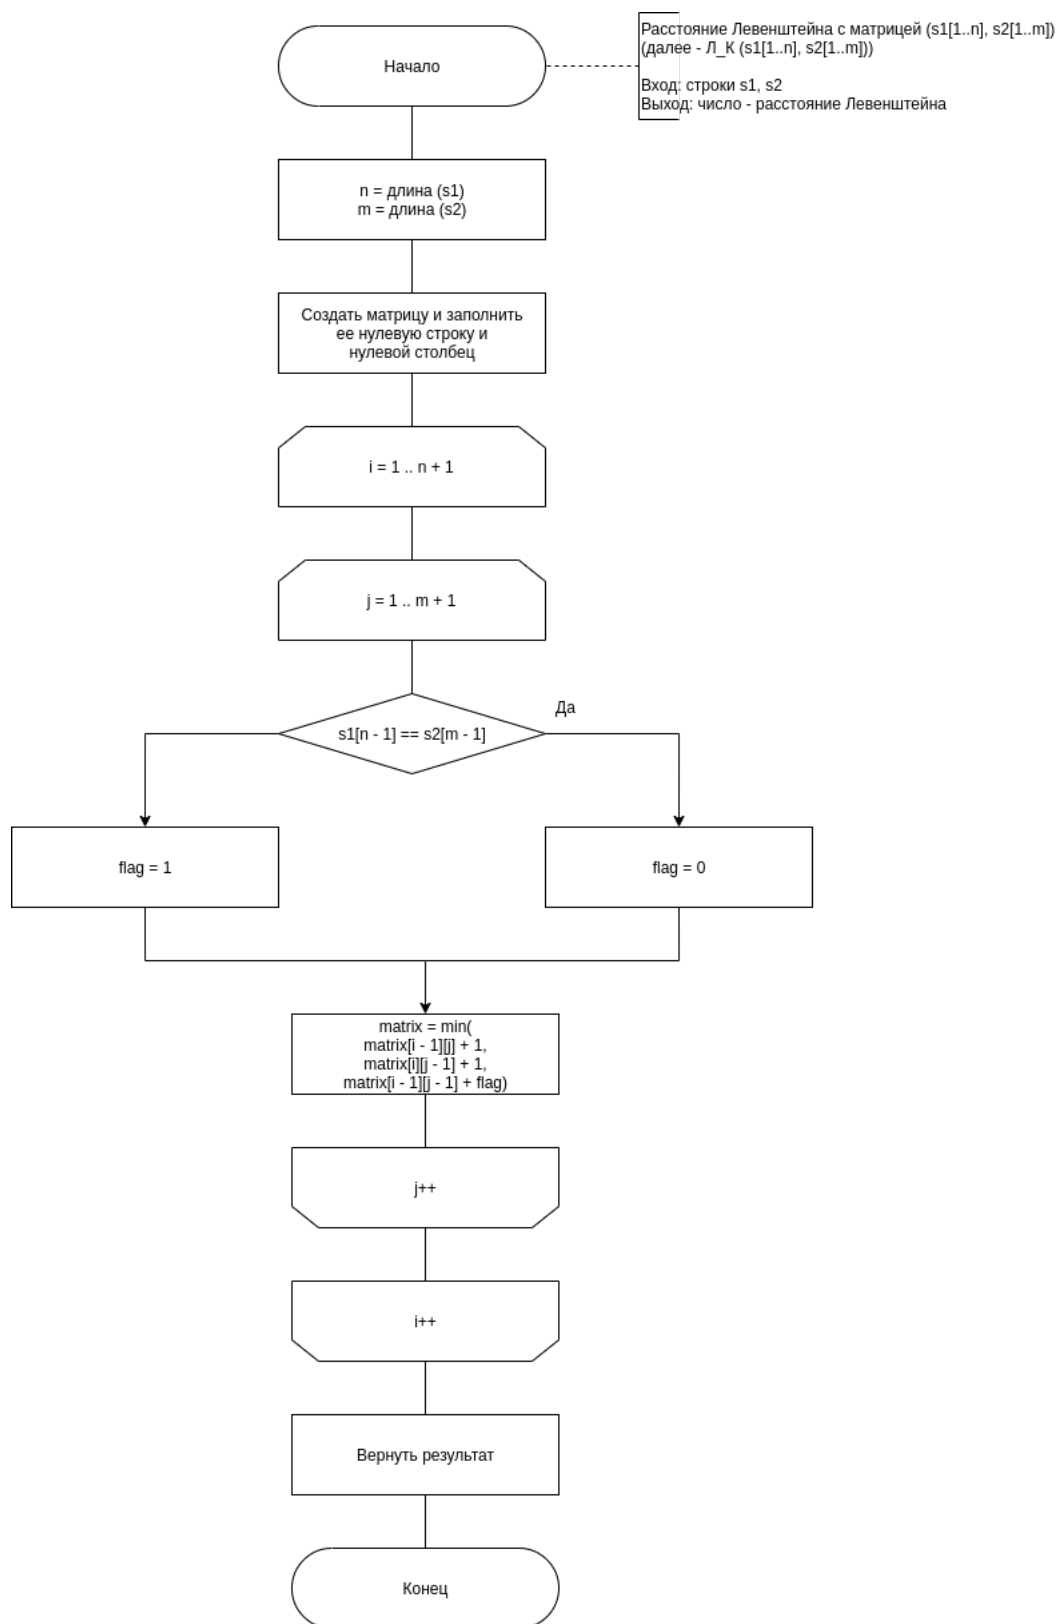 Начало
Расстояние Левенштейна с матрицей (s1[1..n], s2[1..m])
(далее - Л_К (s1[1..n], s2[1..m]))
Вход: строки s1, s2
Выход: число - расстояние Левенштейна
n = длина (s1)
m = длина (s2)
Создать матрицу и заполнить
ее нулевую строку и
нулевой столбец
i = 1 .. n + 1
j = 1 .. m + 1
Да
s1[n - 1] == s2[m - 1]
flag = 1
flag = 0
matrix = min(
matrix[i - 1][j] + 1,
matrix[i][j - 1] + 1,
matrix[i - 1][j - 1] + flag)
j++
i++
Вернуть результат
Конец